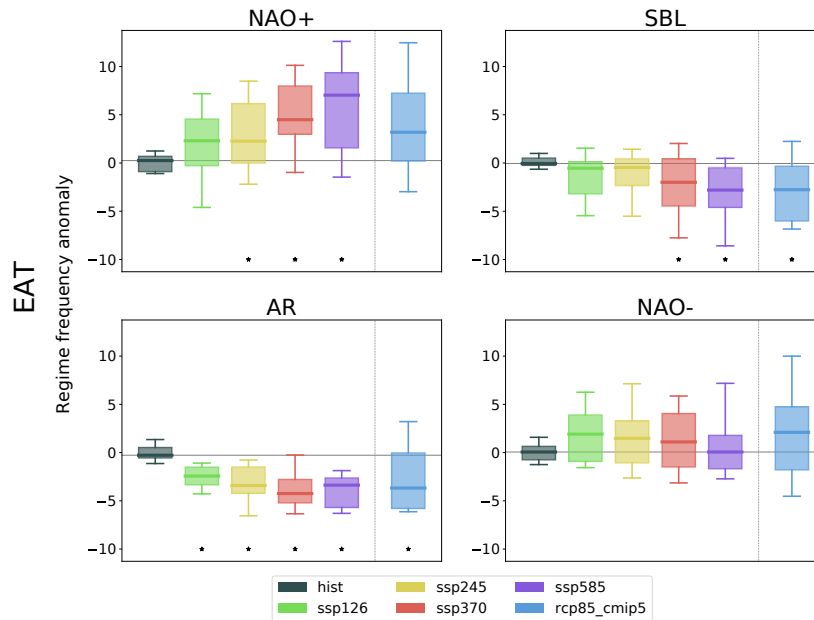 NAO+
SBL
10
5
0
−5
−10
10
5
0
−5
−10
EAT
Regime frequency anomaly
AR
NAO-
10
5
0
−5
−10
10
5
0
−5
−10
hist
ssp245
ssp585
ssp126
ssp370
rcp85_cmip5